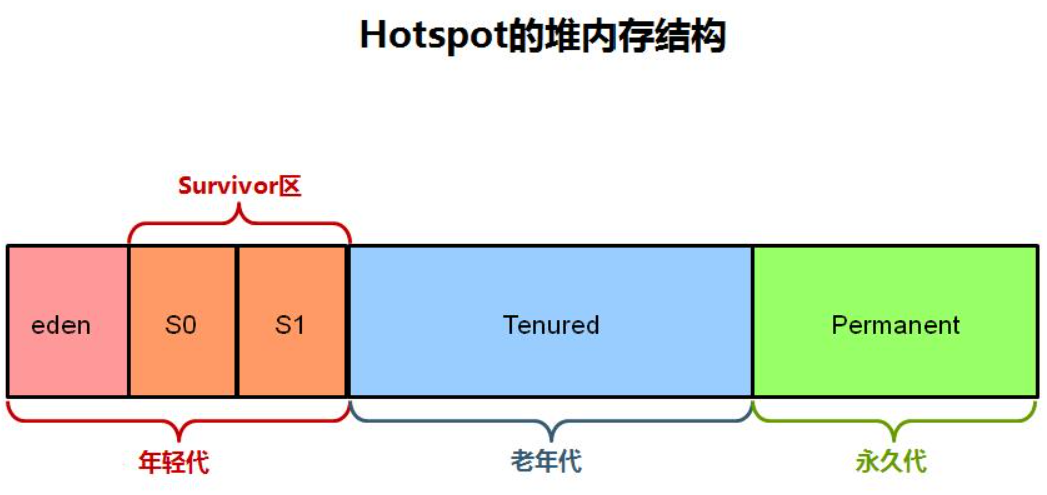 Hotspot的堆内存结构
Survivor区
eden
S0
S1
Tenured
Permanent
年轻代
老年代
永久代